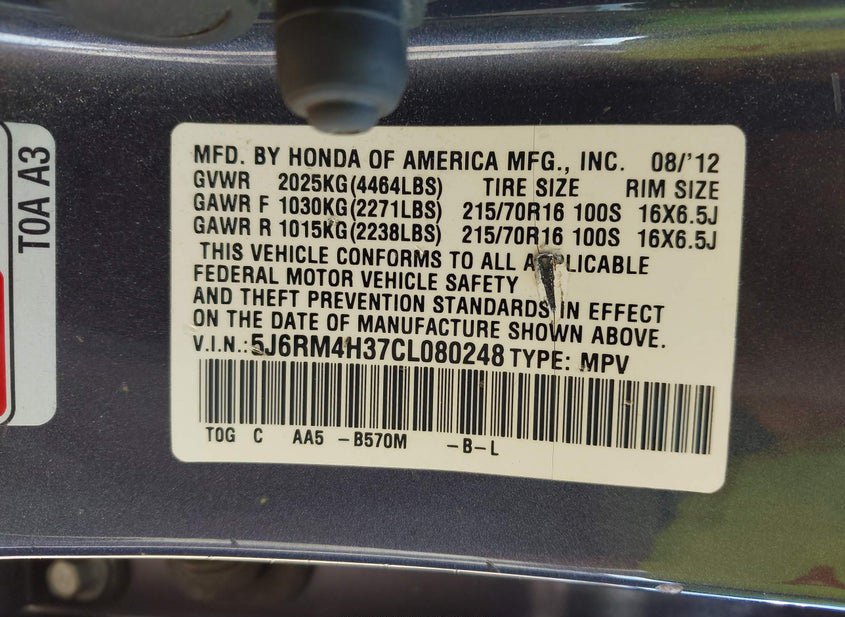 TOA A3
MFD. BY HONDA OF AMERICA MFG., INC. 08/'12
GVWR 2025KG(4464LBS) TIRE SIZE RIM SIZE
GAWR F 1030KG(2271LBS) 215/70R16 100S 16X6.5J
GAWR R 1015KG(2238LBS) 215/70R16 100S 16X6.5J
THIS VEHICLE CONFORMS TO ALL APPLICABLE
FEDERAL MOTOR VEHICLE SAFETY
AND THEFT PREVENTION STANDARDS IN EFFECT
ON THE DATE OF MANUFACTURE SHOWN ABOVE.
V.I.N.: 5J6RM4H37CL080248 TYPE: MPV
TOG C AA5 -B570M -B-L